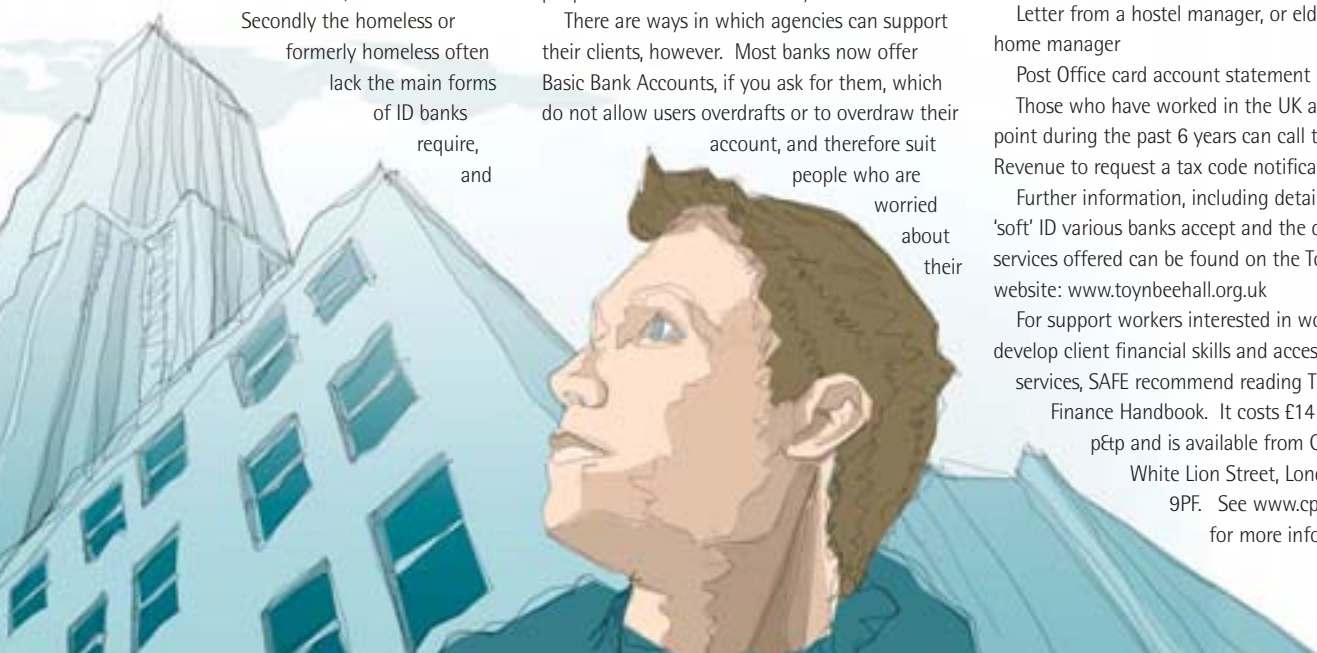 Secondly the homeless or
formerly homeless often
lack the main forms
of ID banks
require,
and
There are ways in which agencies can support
their clients, however. Most banks now offer
Basic Bank Accounts, if you ask for them, which
do not allow users overdrafts or to overdraw their
account, and therefore suit
people who are
worried
about
their
Letter from a hostel manager, or eld
home manager
Post Office card account statement
Those who have worked in the UK a
point during the past 6 years can call t
Revenue to request a tax code notifica
Further information, including detai
'soft' ID various banks accept and the
services offered can be found on the To
website: www.toynbeehall.org.uk
For support workers interested in wo
develop client financial skills and acces
services, SAFE recommend reading T
Finance Handbook. It costs £14
p&p and is available from
White Lion Street, Lond
9PF. See www.cp
for more info